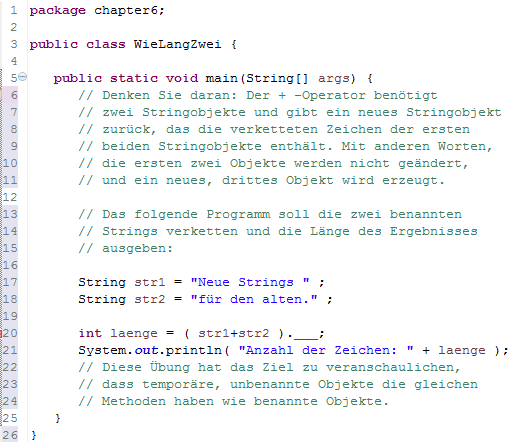 1 package chapter6;
2
3 public class WieLangZwei {
4
5 public static void main(String[] args) {
6 // Denken Sie daran: Der + -Operator benötigt
7 // zwei Stringobjekte und gibt ein neues Stringobjekt
8 // zurück, das die verketteten Zeichen der ersten
9 // beiden Stringobjekte enthält. Mit anderen Worten,
10 // die ersten zwei Objekte werden nicht geändert,
11 // und ein neues, drittes Objekt wird erzeugt.
12
13 // Das folgende Programm soll die zwei benannten
14 // Strings verketten und die Länge des Ergebnisses
15 // ausgeben:
16
17 String str1 = "Neue Strings " ;
18 String str2 = "für den alten." ;
19
20 int laenge = ( str1+str2 ).___;
21 System.out.println( "Anzahl der Zeichen: " + laenge );
22 // Diese Übung hat das Ziel zu veranschaulichen,
23 // dass temporäre, unbenannte Objekte die gleichen
24 // Methoden haben wie benannte Objekte.
25 }
26 }